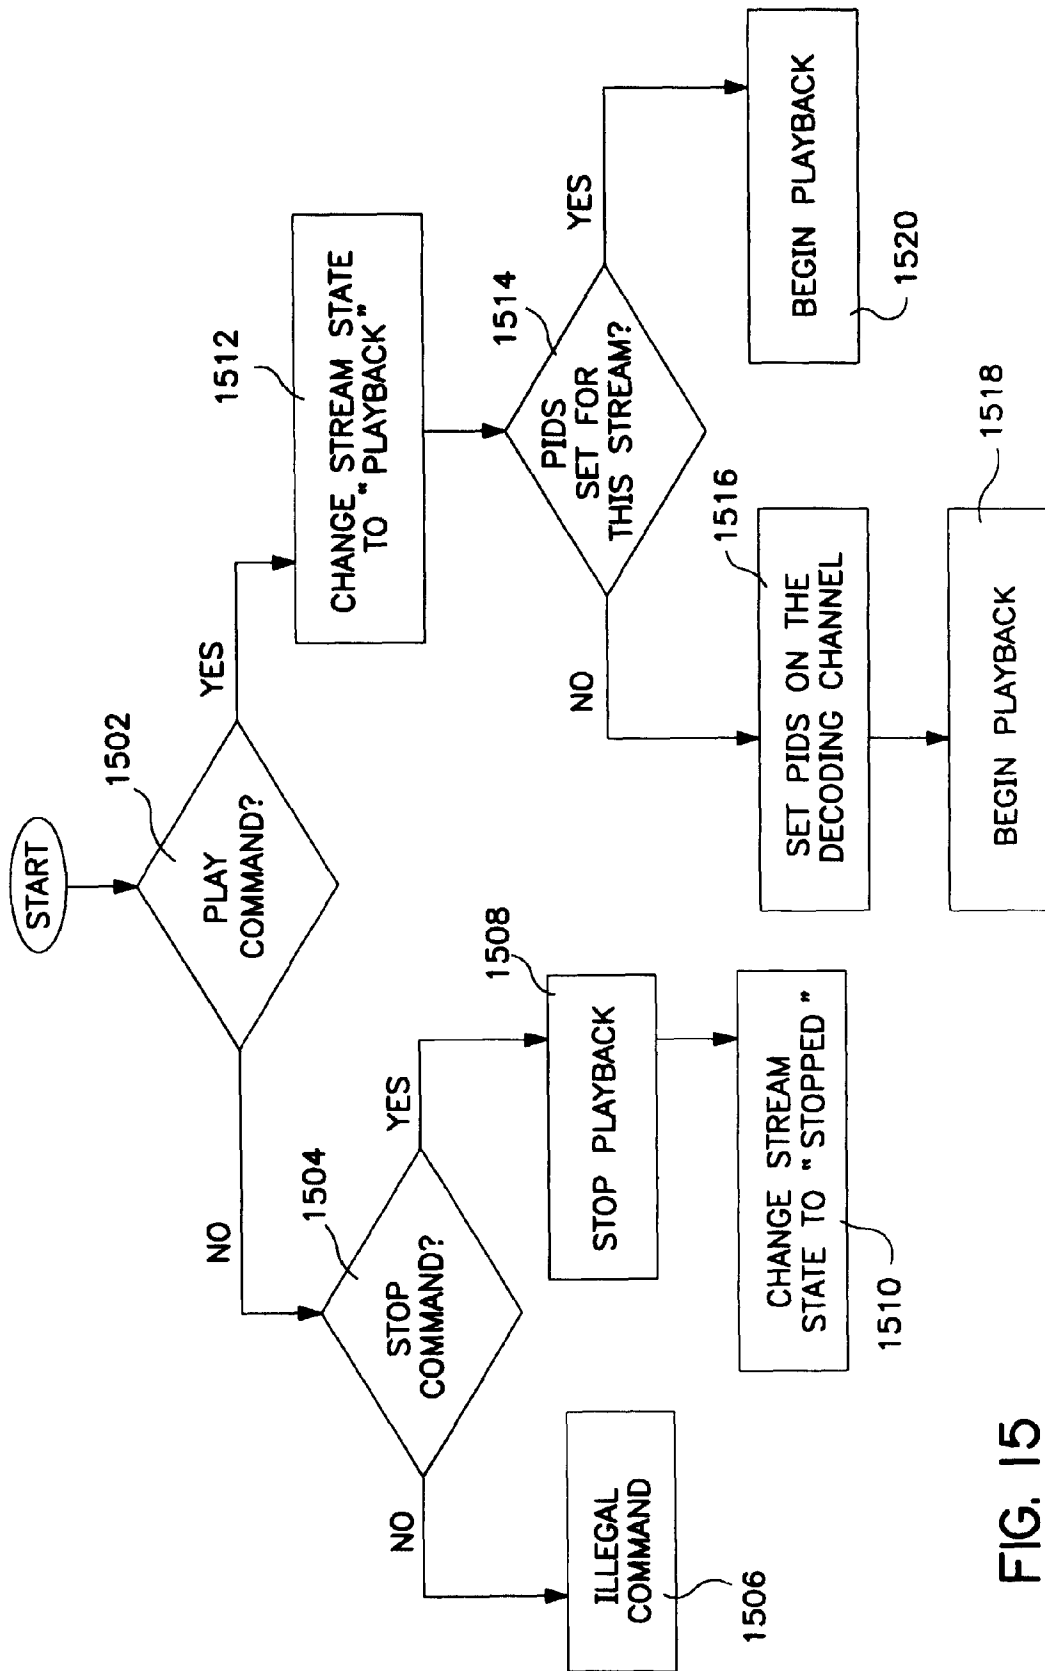 START
1502
PLAY
COMMAND?
YES
NO
1512
CHANGE STREAM STATE
TO "PLAYBACK"
1504
STOP
COMMAND?
YES
NO
1514
PIDS
SET FOR
THIS STREAM?
YES
NO
ILLEGAL
COMMAND
1506
1508
STOP PLAYBACK
CHANGE STREAM
STATE TO "STOPPED"
1510
1516
SET PIDS ON THE
DECODING CHANNEL
BEGIN PLAYBACK
1518
BEGIN PLAYBACK
1520
FIG. 15